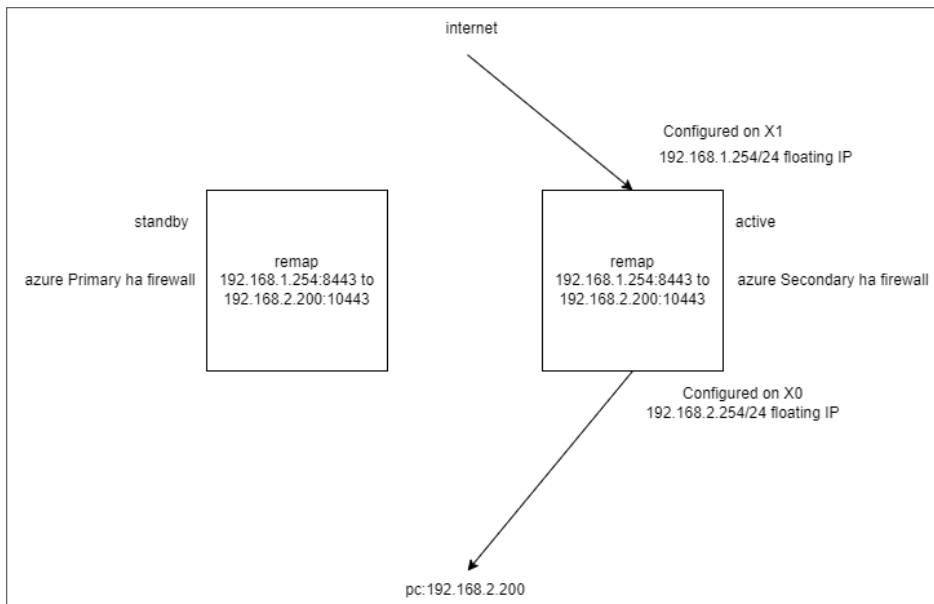 internet
Configured on X1
192.168.1.254/24 floating IP
standby
active
azure Primary ha firewall
remap
192.168.1.254:8443 to
192.168.2.200:10443
remap
192.168.1.254:8443 to
192.168.2.200:10443
azure Secondary ha firewall
Configured on X0
192.168.2.254/24 floating IP
pc:192.168.2.200